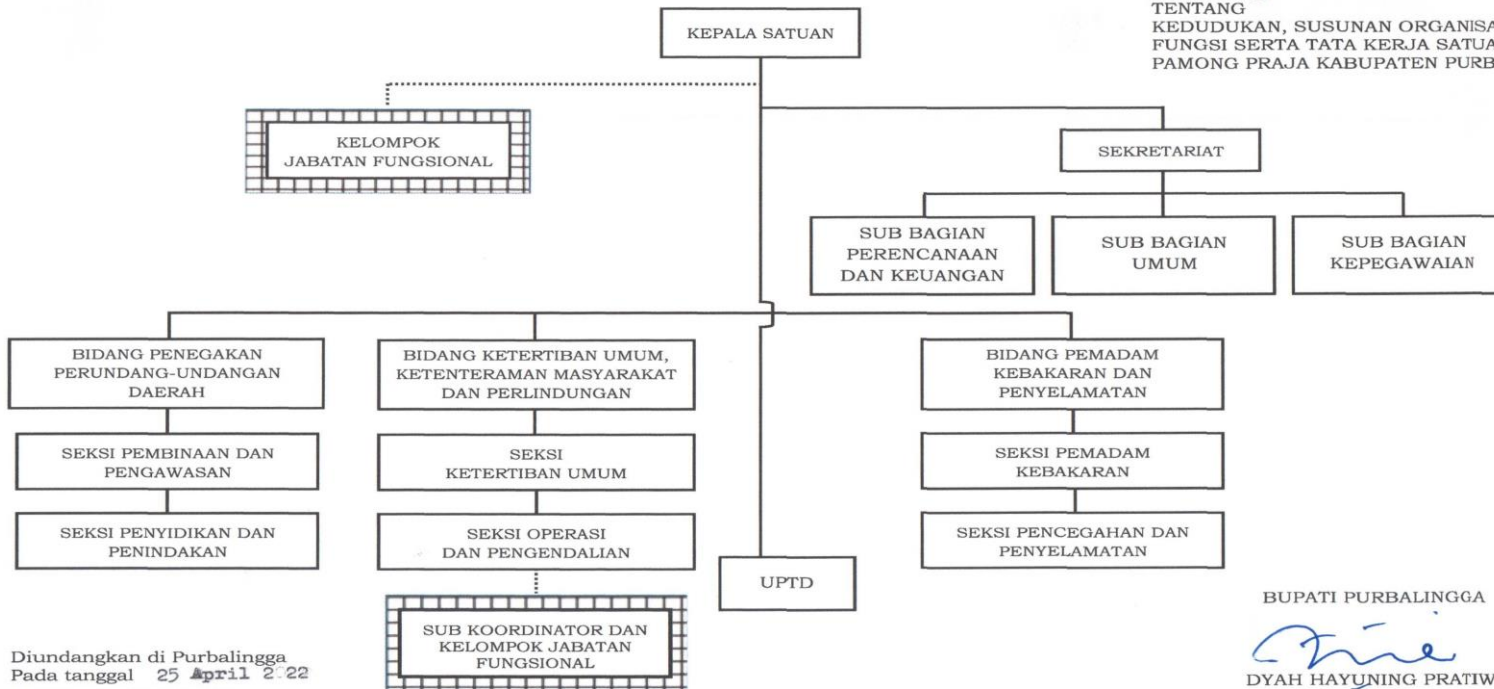 TENTANG
KEDUDUKAN, SUSUNAN ORGANISA
FUNGSI SERTA TATA KERJA SATUA
PAMONG PRAJA KABUPATEN PURB
KEPALA SATUAN
KELOMPOK
JABATAN FUNGSIONAL
SEKRETARIAT
SUB BAGIAN
PERENCANAAN
DAN KEUANGAN
SUB BAGIAN
UMUM
SUB BAGIAN
KEPEGAWAIAN
BIDANG PENEGAKAN
PERUNDANG-UNDANGAN
DAERAH
BIDANG KETERTIBAN UMUM,
KETENTERAMAN MASYARAKAT
DAN PERLINDUNGAN
BIDANG PEMADAM
KEBAKARAN DAN
PENYELAMATAN
SEKSI PEMBINAAN DAN
PENGAWASAN
SEKSI
KETERTIBAN UMUM
SEKSI PEMADAM
KEBAKARAN
SEKSI PENYIDIKAN DAN
PENINDAKAN
SEKSI OPERASI
DAN PENGENDALIAN
SEKSI PENCEGAHAN DAN
PENYELAMATAN
UPTD
SUB KOORDINATOR DAN
KELOMPOK JABATAN
FUNGSIONAL
Diundangkan di Purbalingga
Pada tanggal 25 April 2022
BUPATI PURBALINGGA
DYAH HAYUNING PRATIW